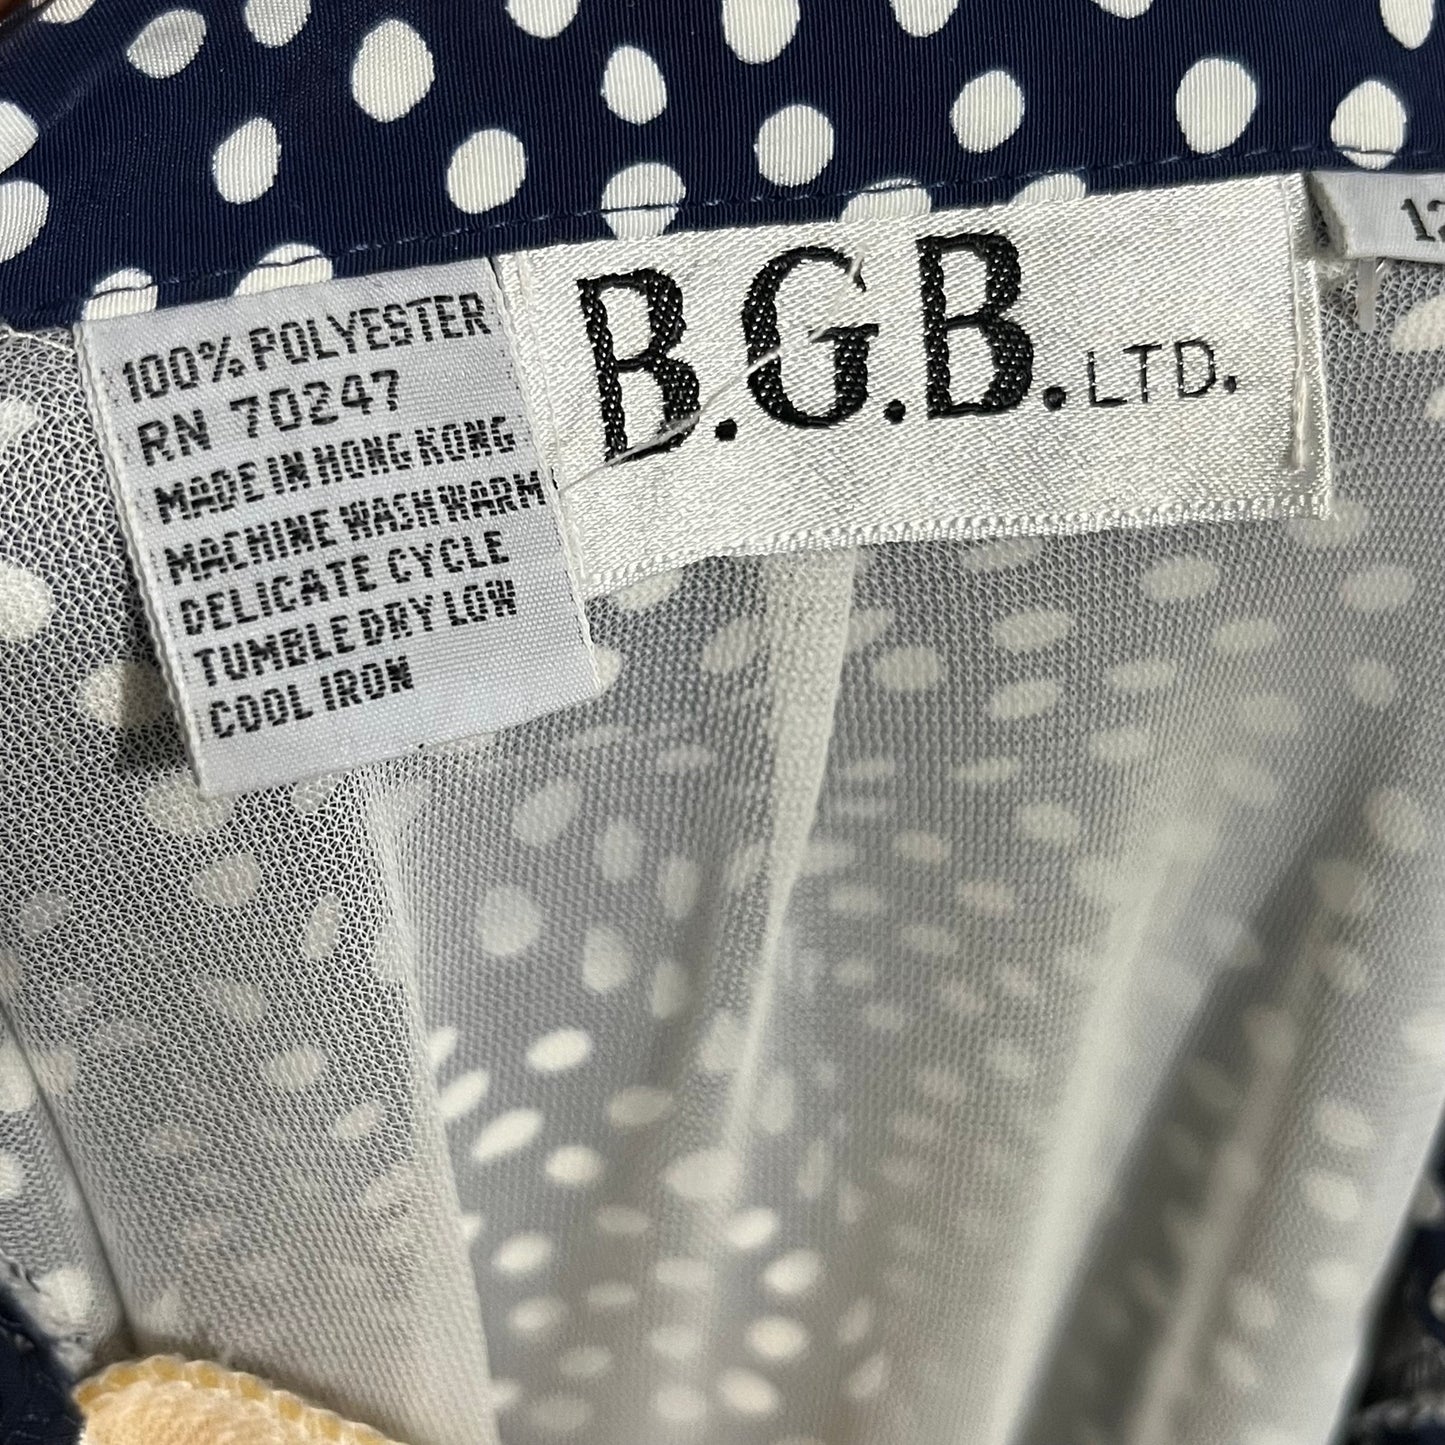 100% POLYESTER
RN 70247
MADE IN HONG KONG
MACHINE WASH WARM
DELICATE CYCLE
TUMBLE DRY LOW
COOL IRON
B.G.B. LTD.
12